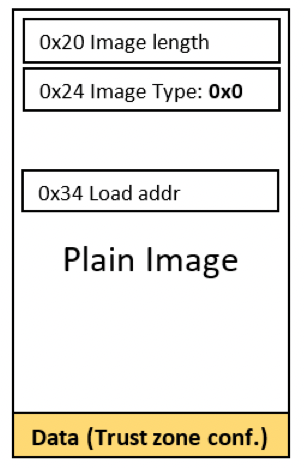 0x20 Image length
0x24 Image Type: 0x0
0x34 Load addr
Plain Image
Data (Trust zone conf.)